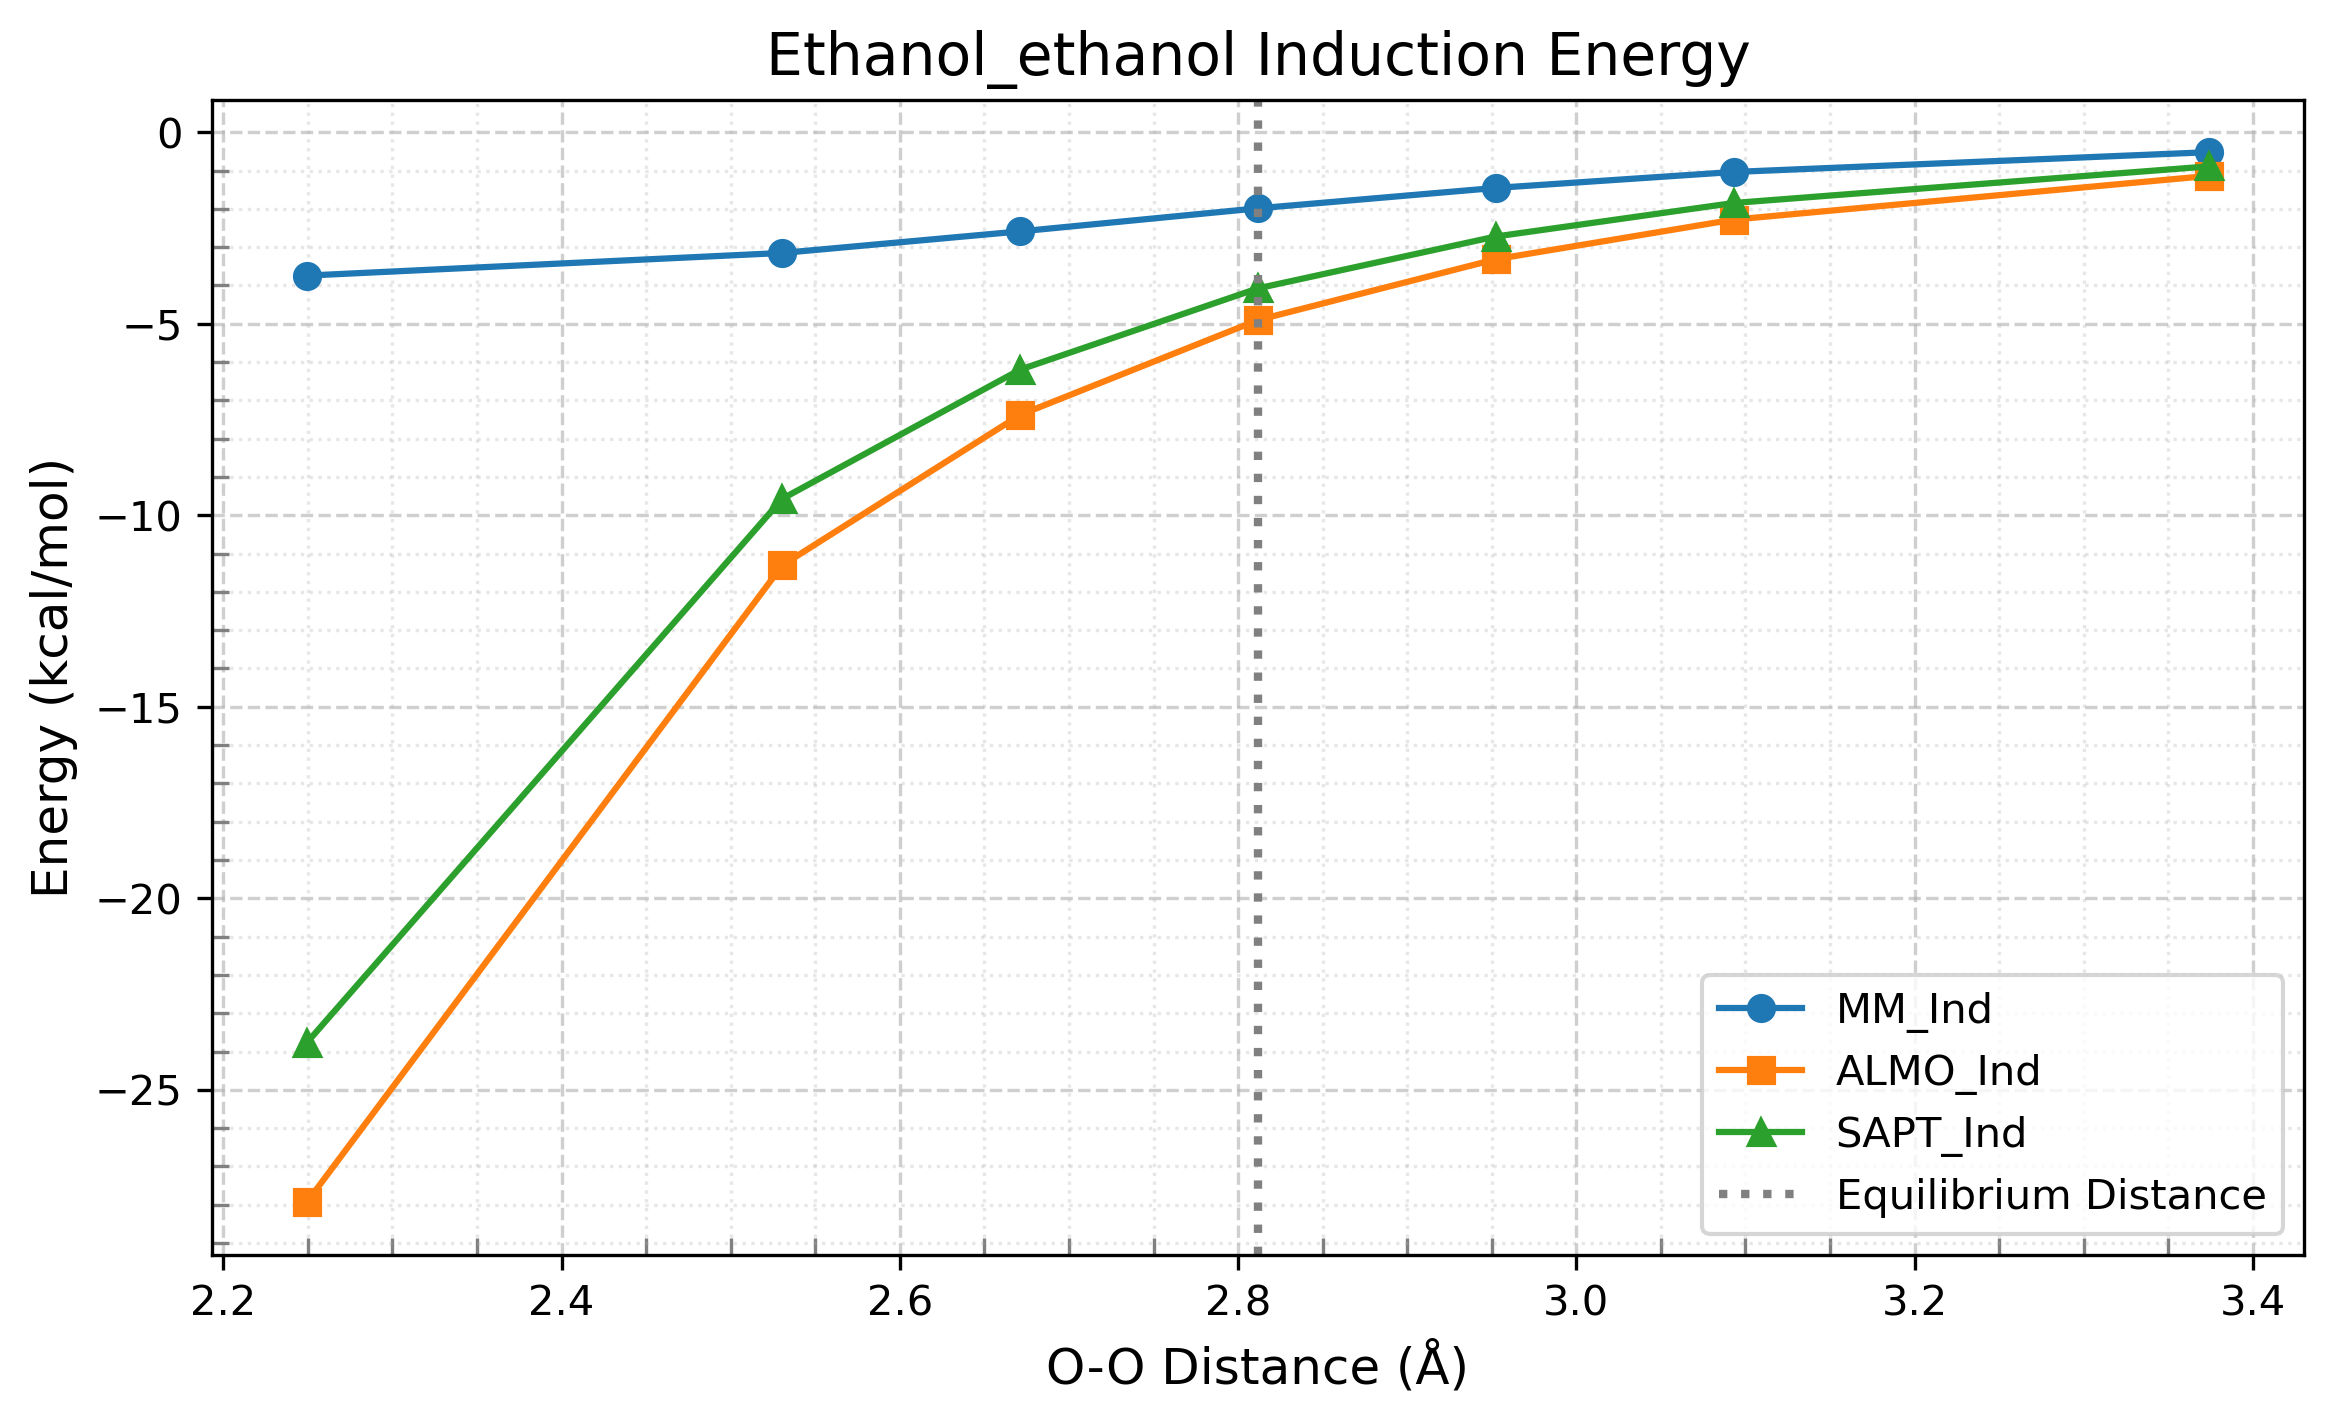 Ethanol_ethanol Induction Energy
Energy (kcal/mol)
0
−5
−10
−15
−20
−25
MM_Ind
ALMO_Ind
SAPT_Ind
Equilibrium Distance
2.2 2.4 2.6 2.8 3.0 3.2 3.4
O-O Distance (Å)